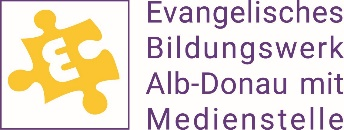 Evangelisches
Bildungswerk
Alb-Donau mit
Medienstelle